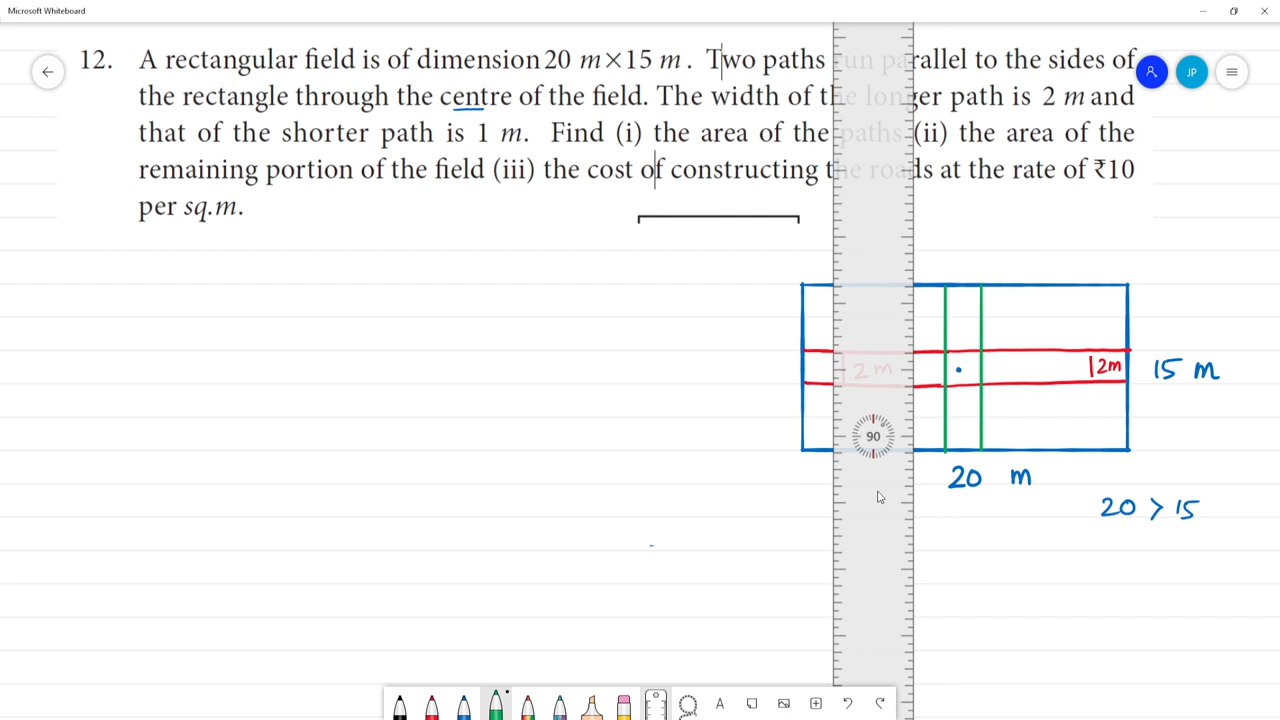 Microsoft Whiteboard
12. A rectangular field is of dimension 20 m×15 m. Two paths run parallel to the sides of
the rectangle through the centre of the field. The width of the longer path is 2 m and
that of the shorter path is 1 m. Find (i) the area of the paths (ii) the area of the
remaining portion of the field (iii) the cost of constructing the roads at the rate of ₹10
per sq.m.
JP
2 m
2m
15 m
90
20 m
20 > 15
A